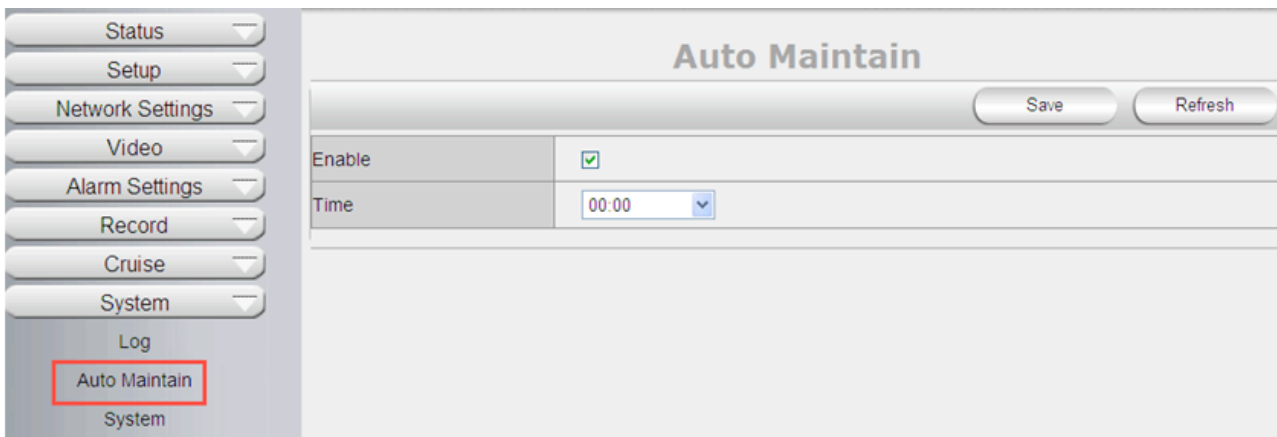 Status
Setup
Network Settings
Video
Alarm Settings
Record
Cruise
System
Log
Auto Maintain
System
Auto Maintain
Save Refresh
Enable
Time 00:00